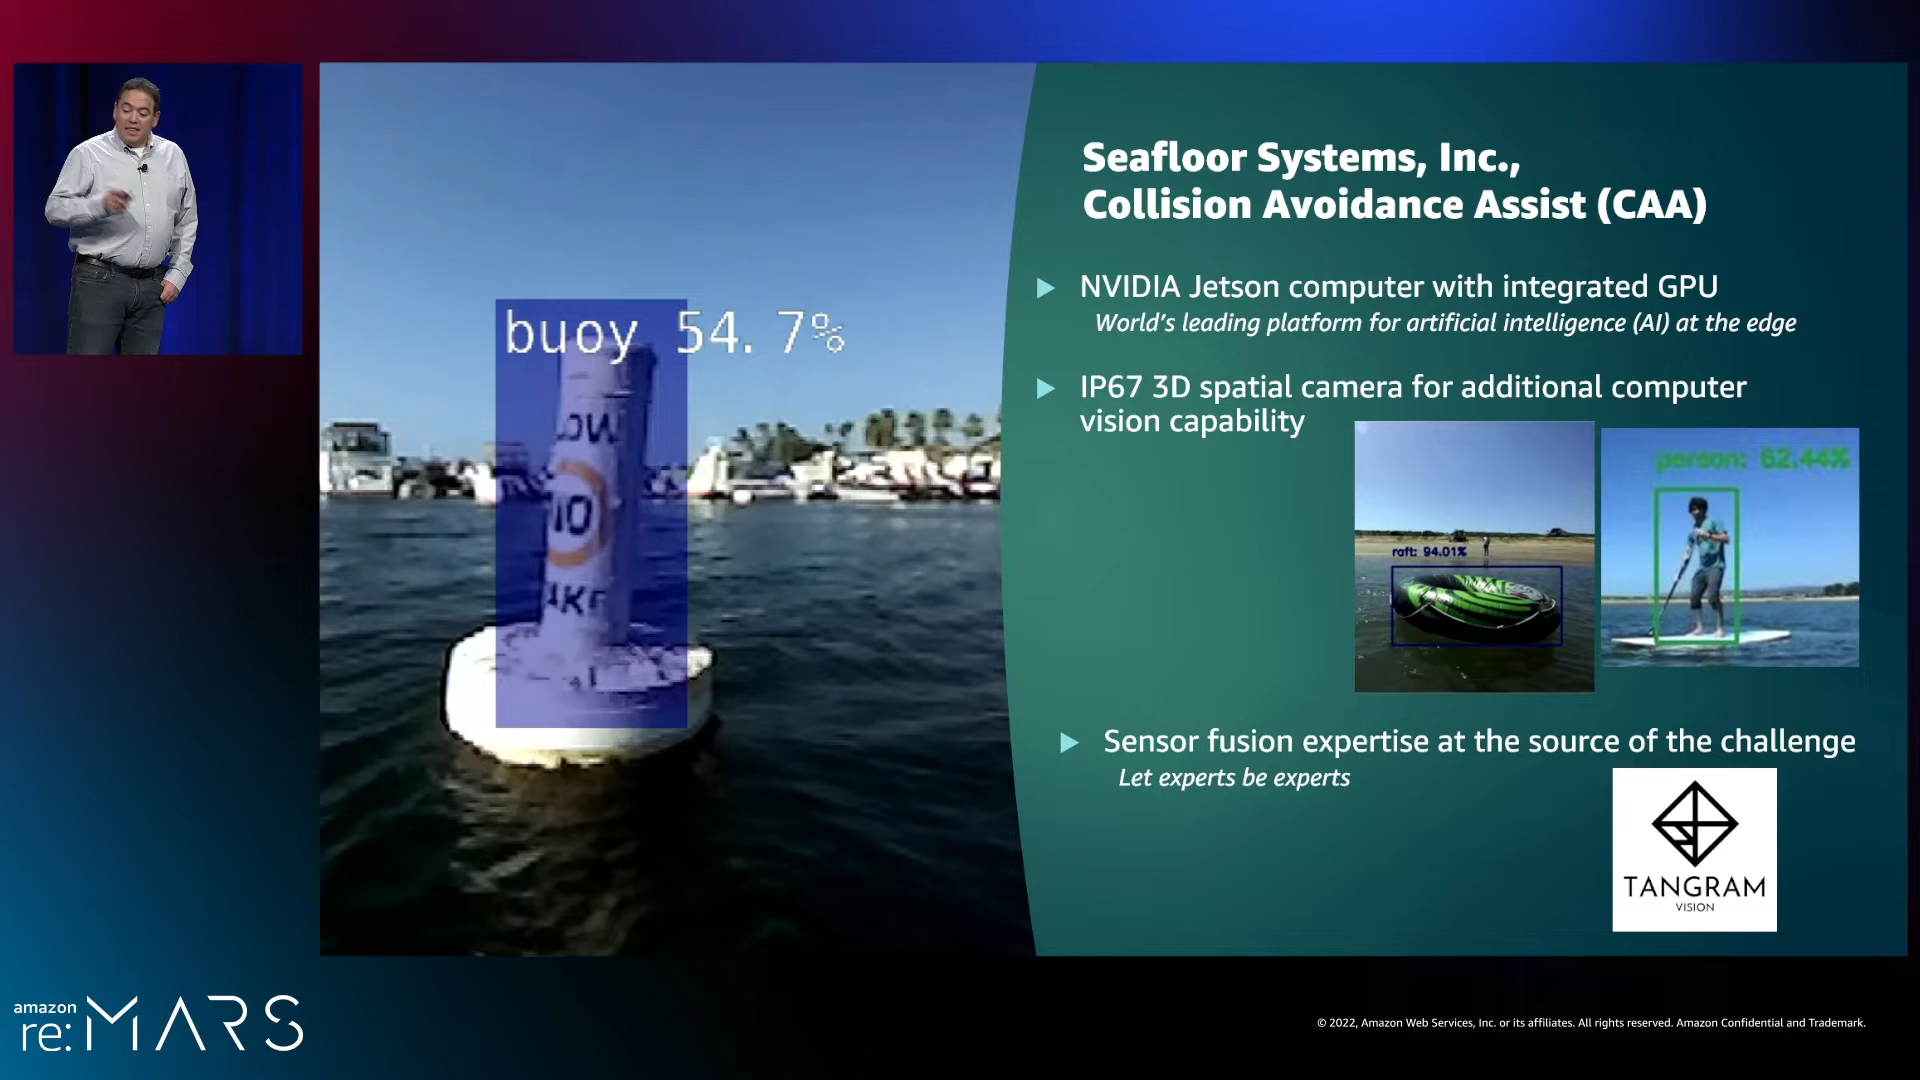 Seafloor Systems, Inc.,
Collision Avoidance Assist (CAA)
NVIDIA Jetson computer with integrated GPU
World's leading platform for artificial intelligence (AI) at the edge
IP67 3D spatial camera for additional computer
vision capability
buoy 54.7%
raft: 94.01%
person: 62.44%
Sensor fusion expertise at the source of the challenge
Let experts be experts
TANGRAM
VISION
amazon
re:MARS
© 2022, Amazon Web Services, Inc. or its affiliates. All rights reserved. Amazon Confidential and Trademark.